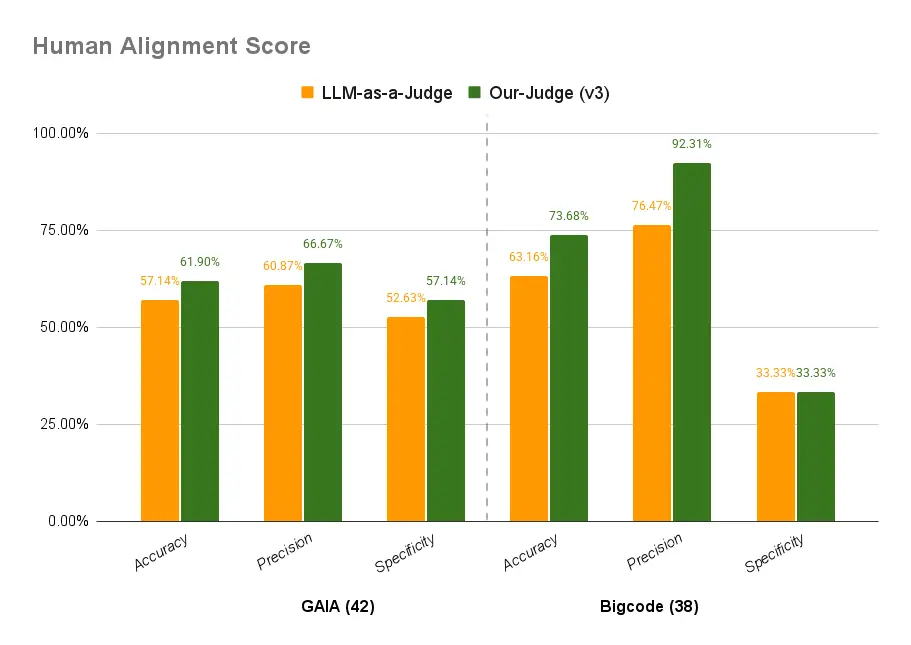 Human Alignment Score
LLM-as-a-Judge Our-Judge (v3)
100.00%
75.00%
50.00%
25.00%
0.00%
57.14% 61.90% 60.87% 66.67% 52.63% 57.14% 63.16% 73.68% 76.47% 92.31% 33.33% 33.33%
Accuracy Precision Specificity Accuracy Precision Specificity
GAIA (42) Bigcode (38)